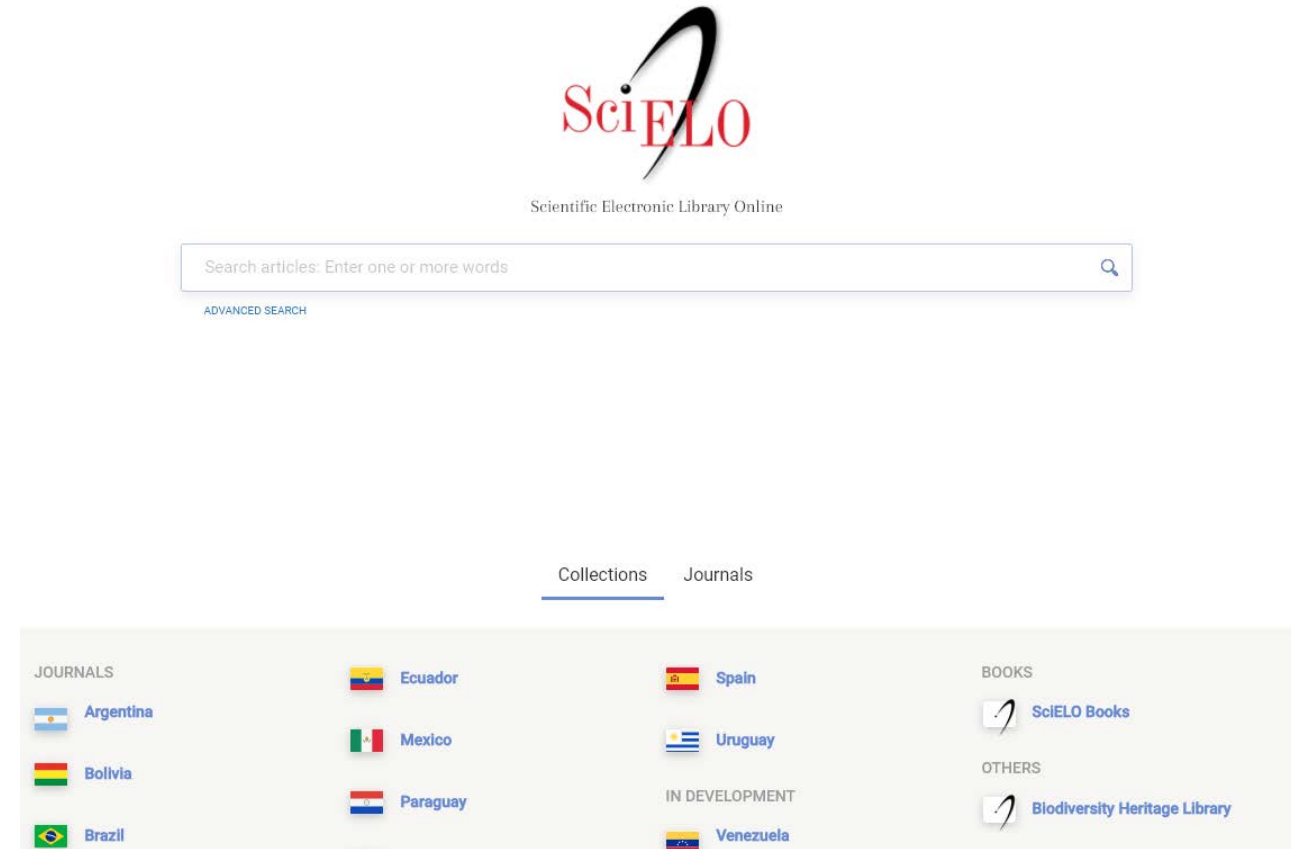 SciELO
Scientific Electronic Library Online
Search articles: Enter one or more words
ADVANCED SEARCH
Collections
Journals
JOURNALS
Argentina
Bolivia
Brazil
Ecuador
Mexico
Paraguay
Spain
Uruguay
IN DEVELOPMENT
Venezuela
BOOKS
SciELO Books
OTHERS
Biodiversity Heritage Library